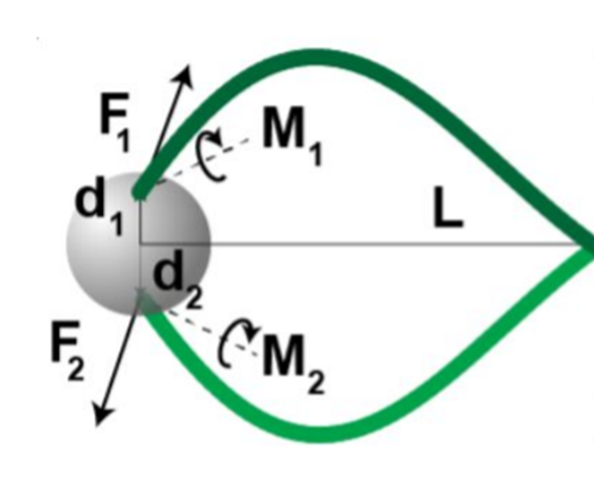 F₁
M₁
d₁
L
d₂
F₂
M₂